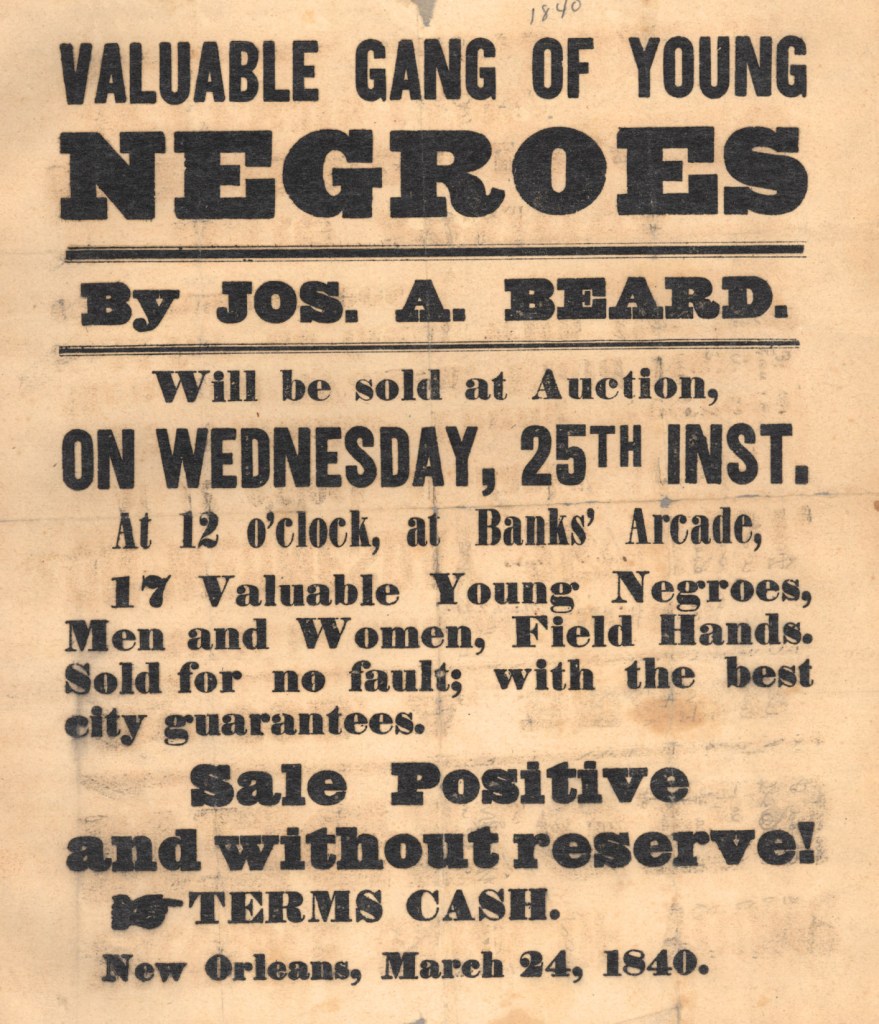 1840
VALUABLE GANG OF YOUNG
NEGROES
By JOS. A. BEARD.
Will be sold at Auction,
ON WEDNESDAY, 25TH INST.
At 12 o'clock, at Banks' Arcade,
17 Valuable Young Negroes,
Men and Women, Field Hands.
Sold for no fault; with the best
city guarantees.
Sale Positive
and without reserve!
TERMS CASH.
New Orleans, March 24, 1840.